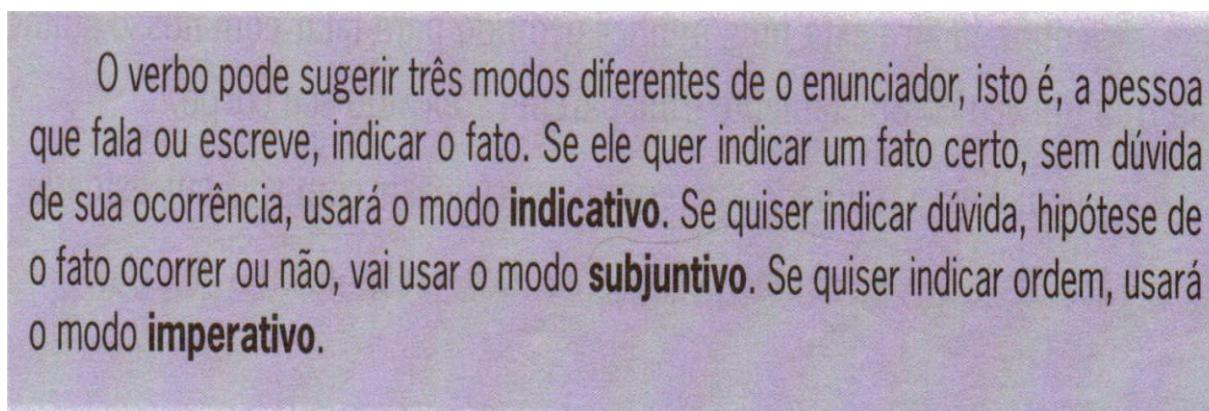 O verbo pode sugerir três modos diferentes de o enunciador, isto é, a pessoa
que fala ou escreve, indicar o fato. Se ele quer indicar um fato certo, sem dúvida
de sua ocorrência, usará o modo indicativo. Se quiser indicar dúvida, hipótese de
o fato ocorrer ou não, vai usar o modo subjuntivo. Se quiser indicar ordem, usará
o modo imperativo.